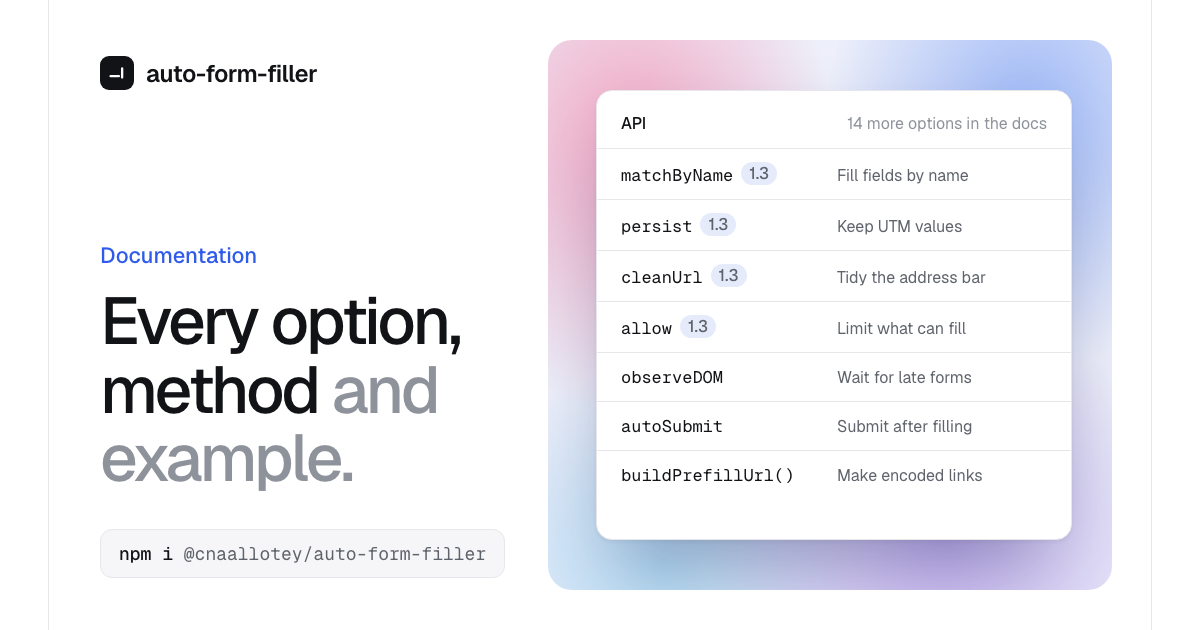 auto-form-filler
Documentation
Every option,
method and
example.
npm i @cnaallotey/auto-form-filler
API 14 more options in the docs
matchByName 1.3 Fill fields by name
persist 1.3 Keep UTM values
cleanUrl 1.3 Tidy the address bar
allow 1.3 Limit what can fill
observeDOM Wait for late forms
autoSubmit Submit after filling
buildPrefillUrl() Make encoded links